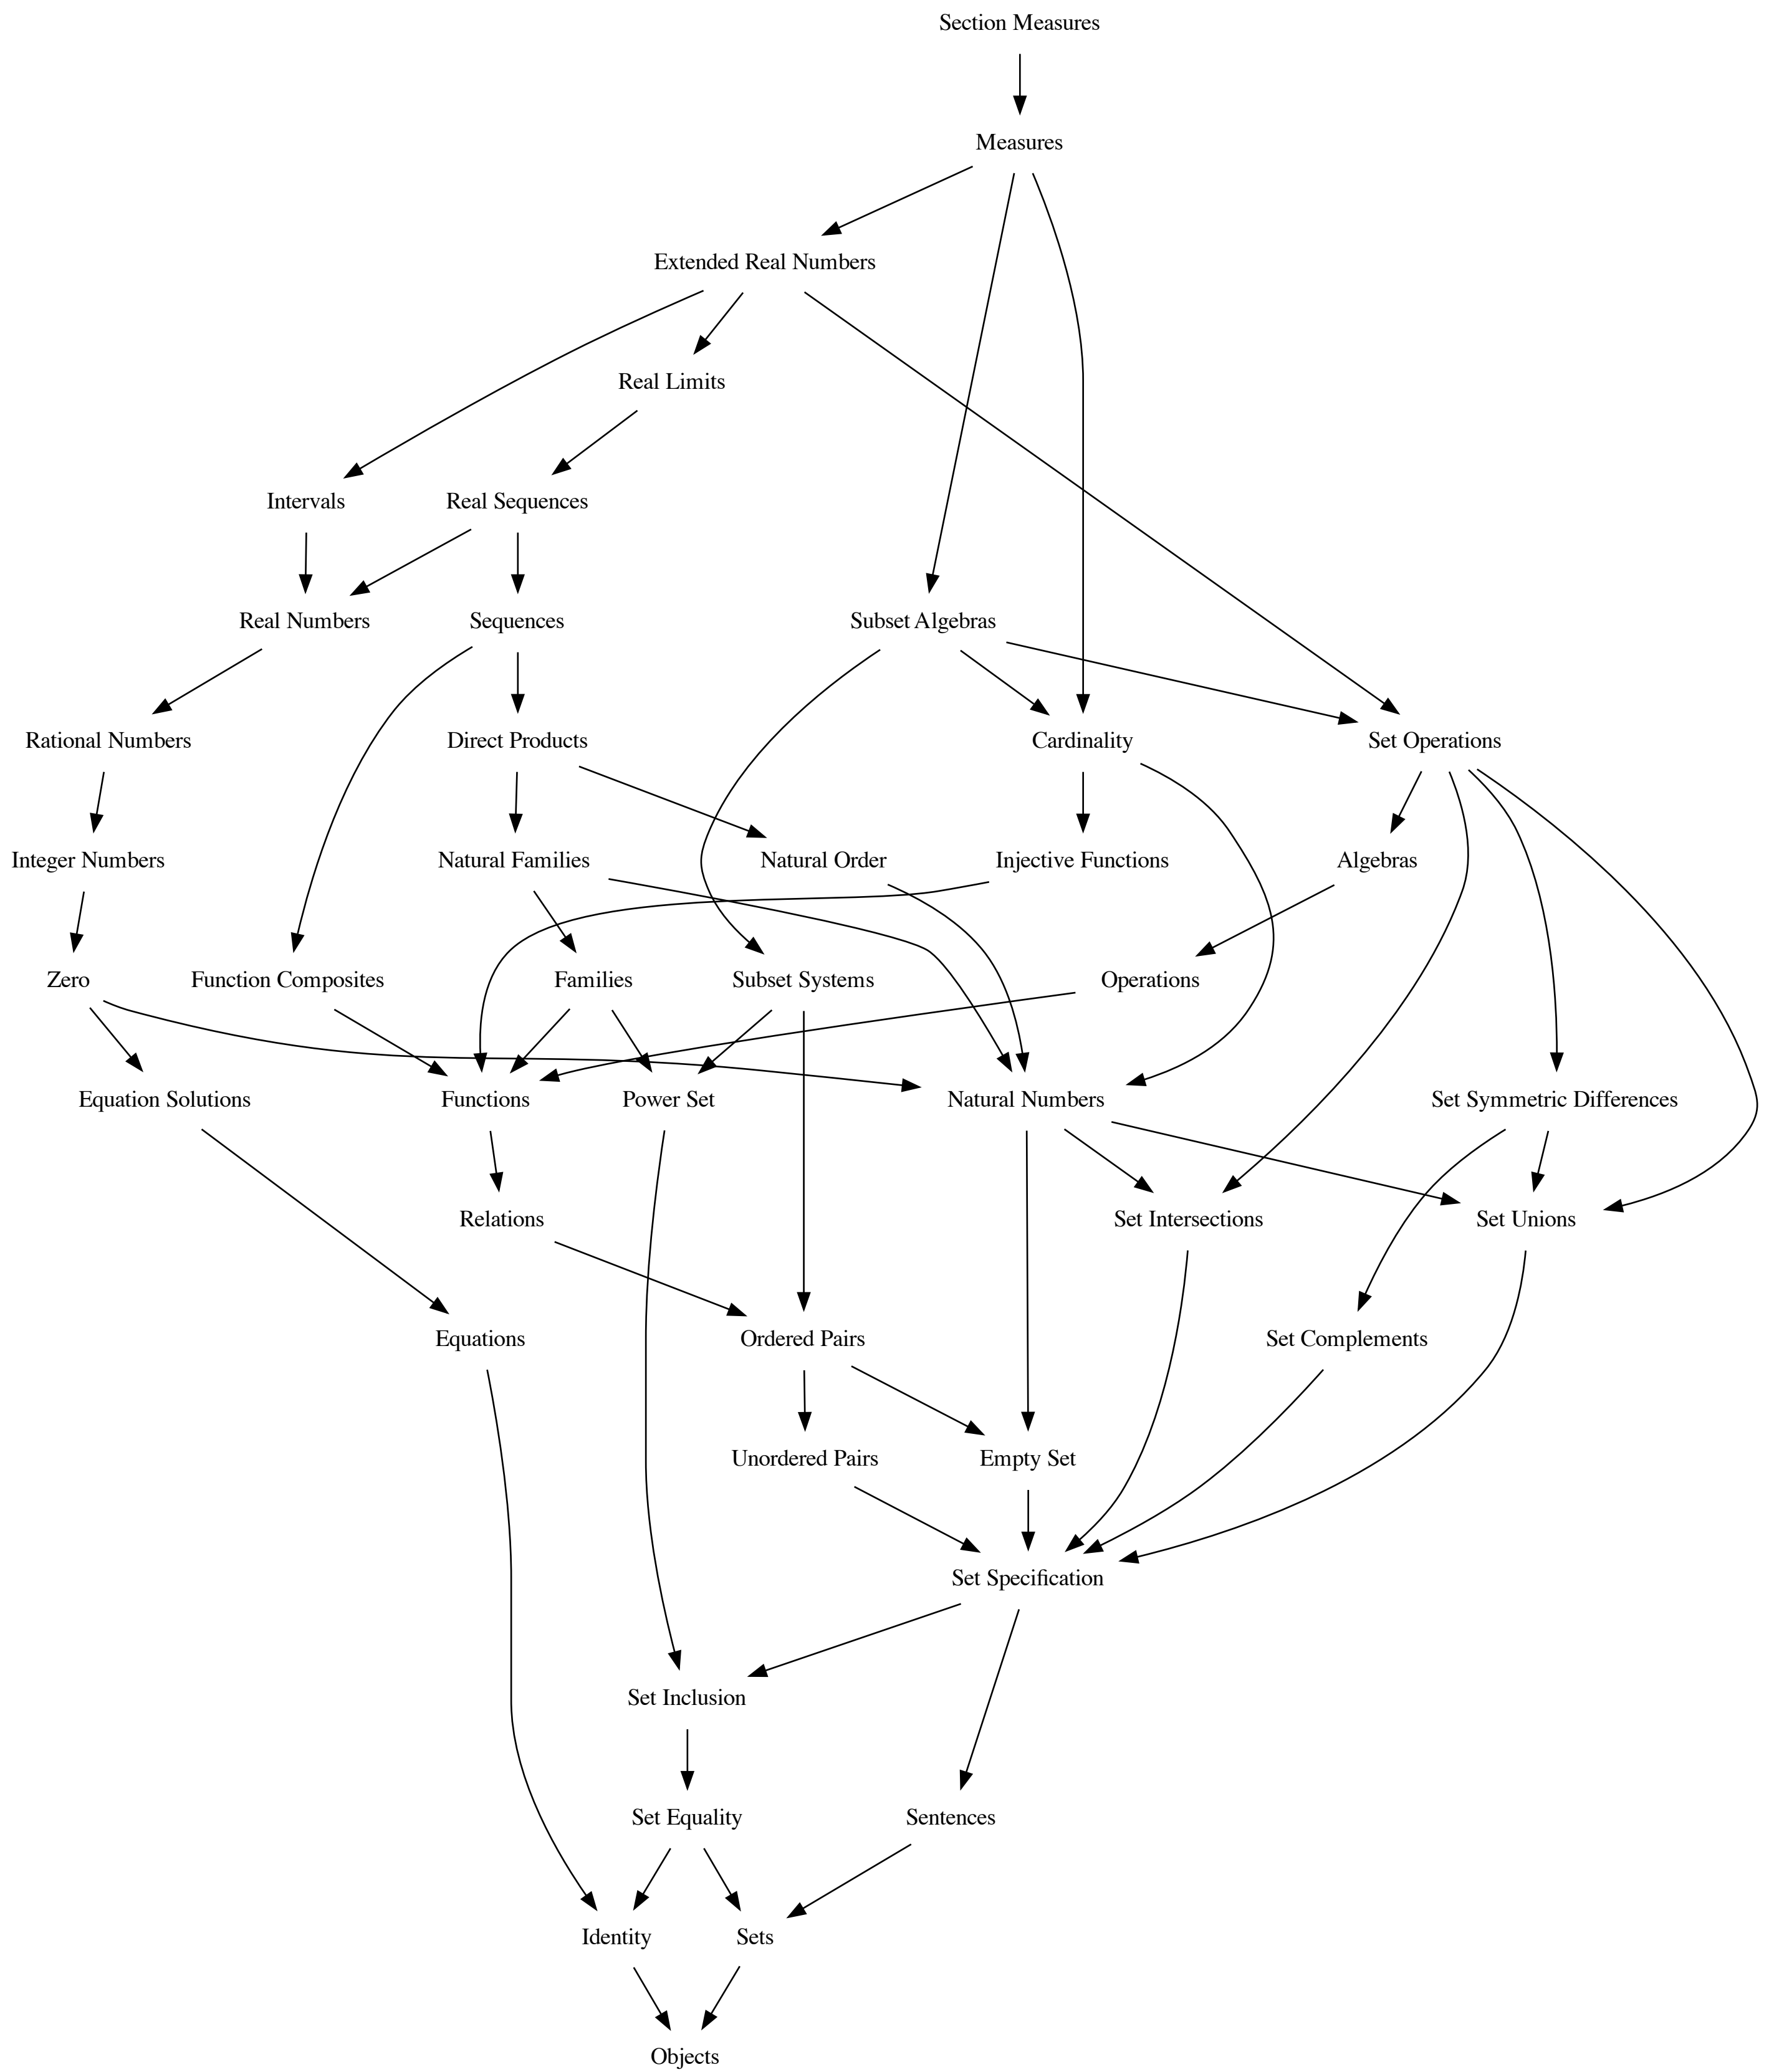 Section Measures
Measures
Extended Real Numbers
Real Limits
Intervals
Real Sequences
Real Numbers
Sequences
Subset Algebras
Rational Numbers
Direct Products
Cardinality
Set Operations
Integer Numbers
Natural Families
Natural Order
Injective Functions
Algebras
Zero
Function Composites
Families
Subset Systems
Operations
Equation Solutions
Functions
Power Set
Natural Numbers
Set Symmetric Differences
Relations
Set Intersections
Set Unions
Equations
Ordered Pairs
Set Complements
Unordered Pairs
Empty Set
Set Specification
Set Inclusion
Set Equality
Sentences
Identity
Sets
Objects